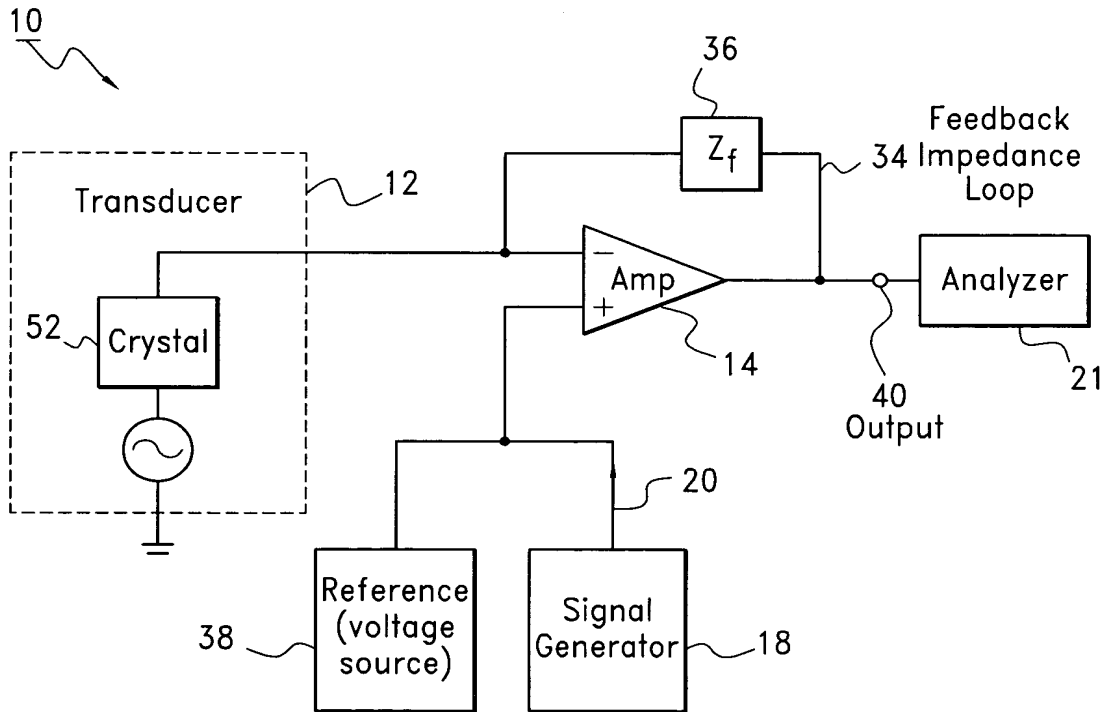 10
36
Feedback
Impedance
Loop
34
Zf
12
Transducer
−
Amp
+
Analyzer
52
Crystal
14
40
Output
21
20
Reference
(voltage
source)
Signal
Generator
38
18